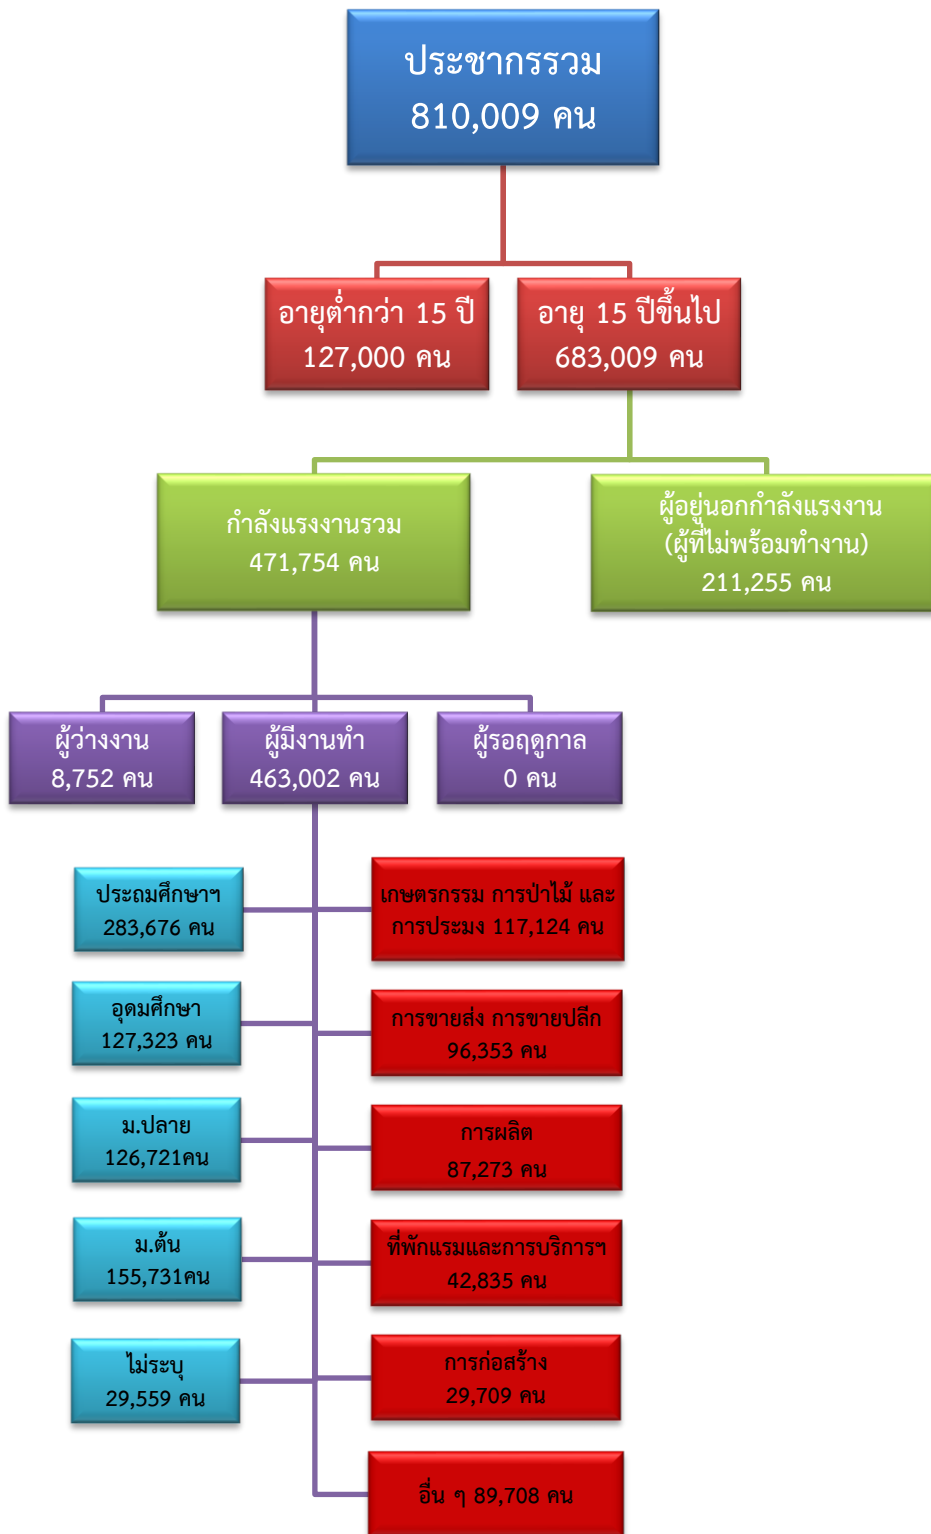 ประชากรรวม
810,009 คน
อายุต่ำกว่า 15 ปี
127,000 คน
อายุ 15 ปีขึ้นไป
683,009 คน
กำลังแรงงานรวม
471,754 คน
ผู้อยู่นอกกำลังแรงงาน
(ผู้ที่ไม่พร้อมทำงาน)
211,255 คน
ผู้ว่างงาน
8,752 คน
ผู้มีงานทำ
463,002 คน
ผู้รอฤดูกาล
0 คน
ประถมศึกษาฯ
283,676 คน
เกษตรกรรม การป่าไม้ และ
การประมง 117,124 คน
อุดมศึกษา
127,323 คน
การขายส่ง การขายปลีก
96,353 คน
ม.ปลาย
126,721คน
การผลิต
87,273 คน
ม.ต้น
155,731คน
ที่พักแรมและการบริการฯ
42,835 คน
ไม่ระบุ
29,559 คน
การก่อสร้าง
29,709 คน
อื่น ๆ 89,708 คน